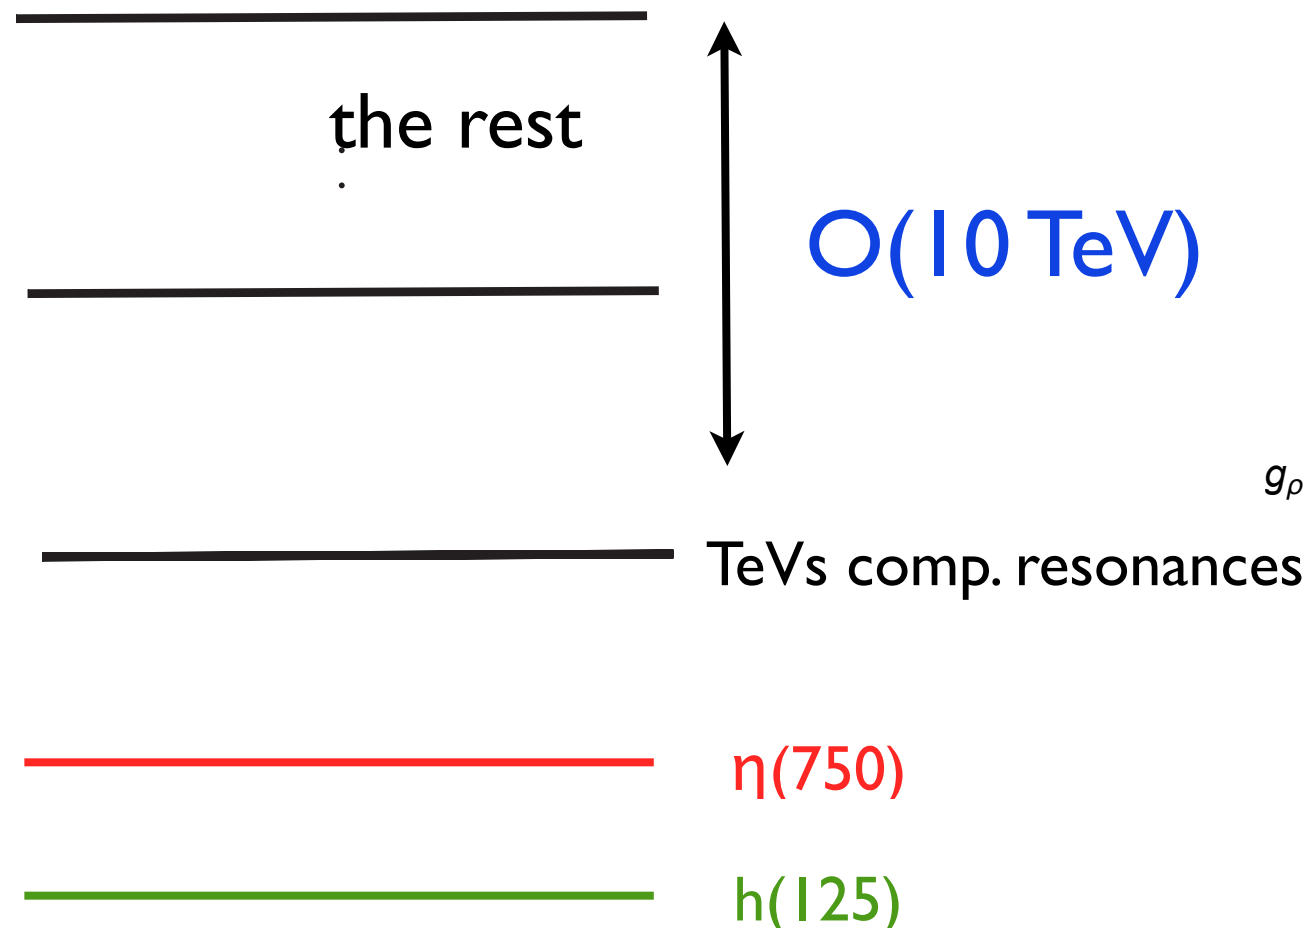 the rest
O(10 TeV)
gρ
TeVs comp. resonances
η(750)
h(125)